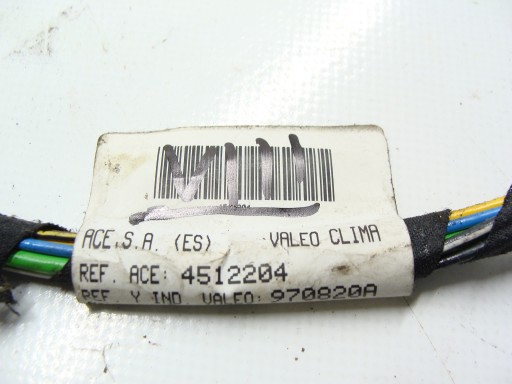 ACE.S.A. (ES) VALEO CLIMA
REF. ACE: 4512204
REF Y IND VALEO: 970820A